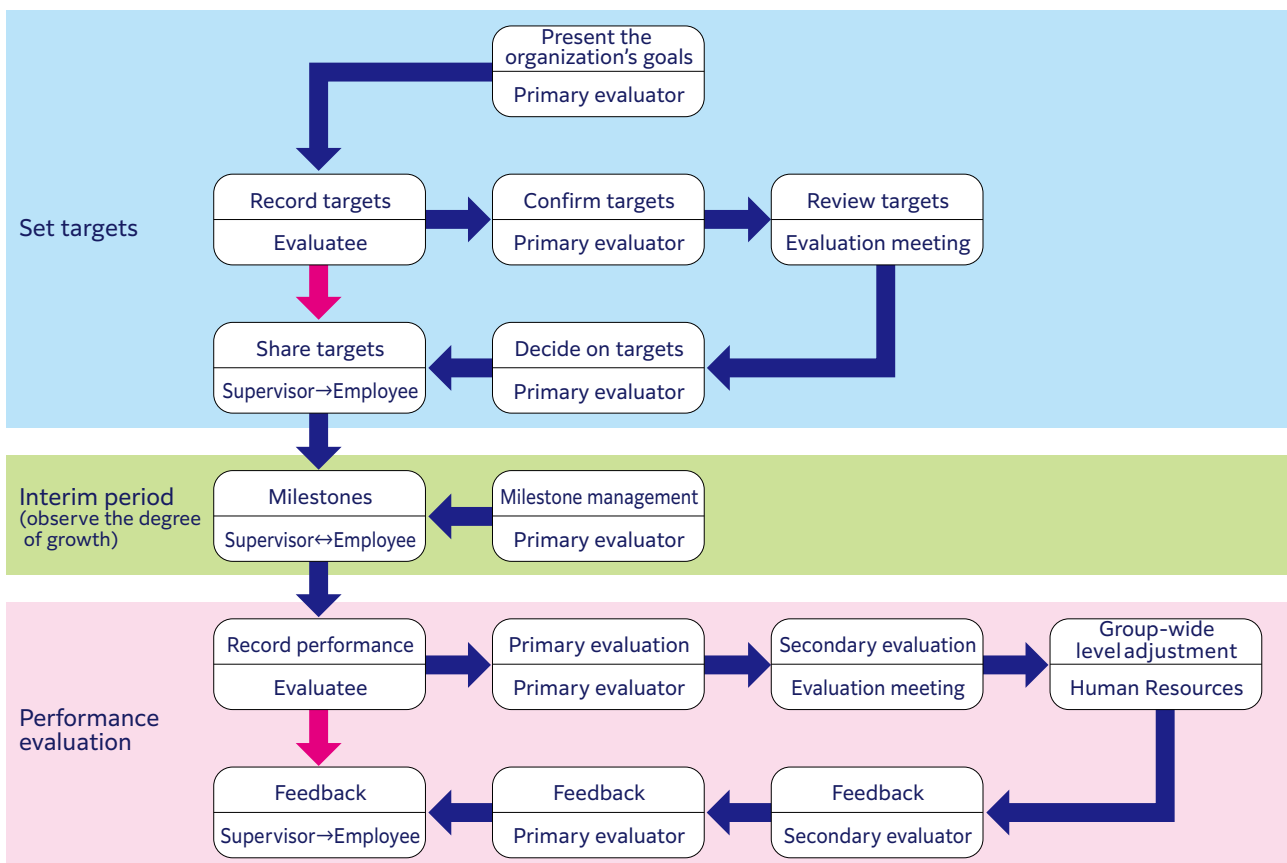 Present the
organization's goals
Primary evaluator
Set targets
Record targets
Evaluatee
Confirm targets
Primary evaluator
Review targets
Evaluation meeting
Share targets
Supervisor→Employee
Decide on targets
Primary evaluator
Interim period
(observe the degree
of growth)
Milestones
Supervisor↔Employee
Milestone management
Primary evaluator
Performance
evaluation
Record performance
Evaluatee
Primary evaluation
Primary evaluator
Secondary evaluation
Evaluation meeting
Group-wide
level adjustment
Human Resources
Feedback
Supervisor→Employee
Feedback
Primary evaluator
Feedback
Secondary evaluator